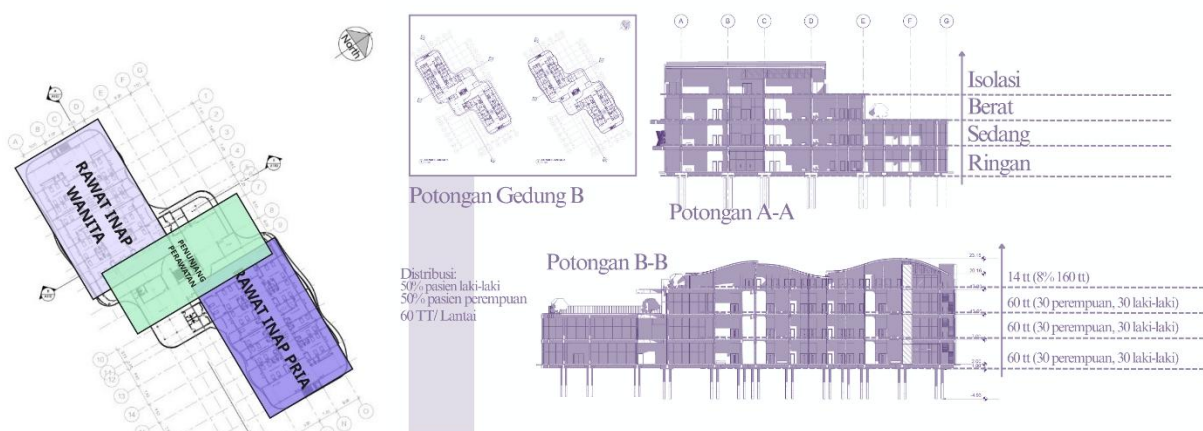 North
RAWAT INAP
WANITA
PENUNJANG
PERAWATAN
RAWAT INAP PRIA
A
B
C
D
E
F
G
Potongan Gedung B
Distribusi:
50% pasien laki-laki
50% pasien perempuan
60 TT/ Lantai
A
B
C
D
E
F
G
Isolasi
Berat
Sedang
Ringan
Potongan A-A
Potongan B-B
14 tt (8% 160 tt)
60 tt (30 perempuan, 30 laki-laki)
60 tt (30 perempuan, 30 laki-laki)
60 tt (30 perempuan, 30 laki-laki)